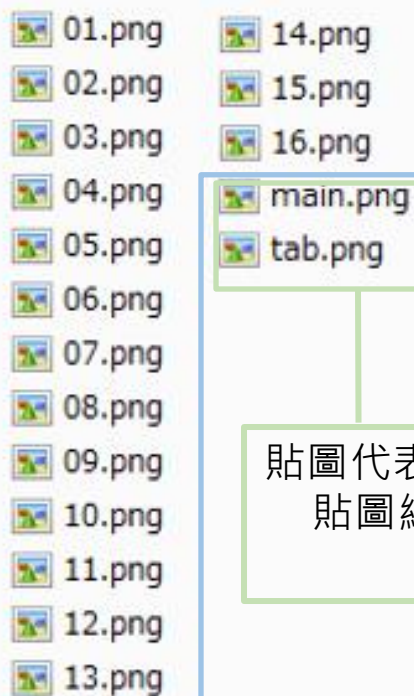 01.png
02.png
03.png
04.png
05.png
06.png
07.png
08.png
09.png
10.png
11.png
12.png
13.png
14.png
15.png
16.png
main.png
tab.png
貼圖代表
貼圖